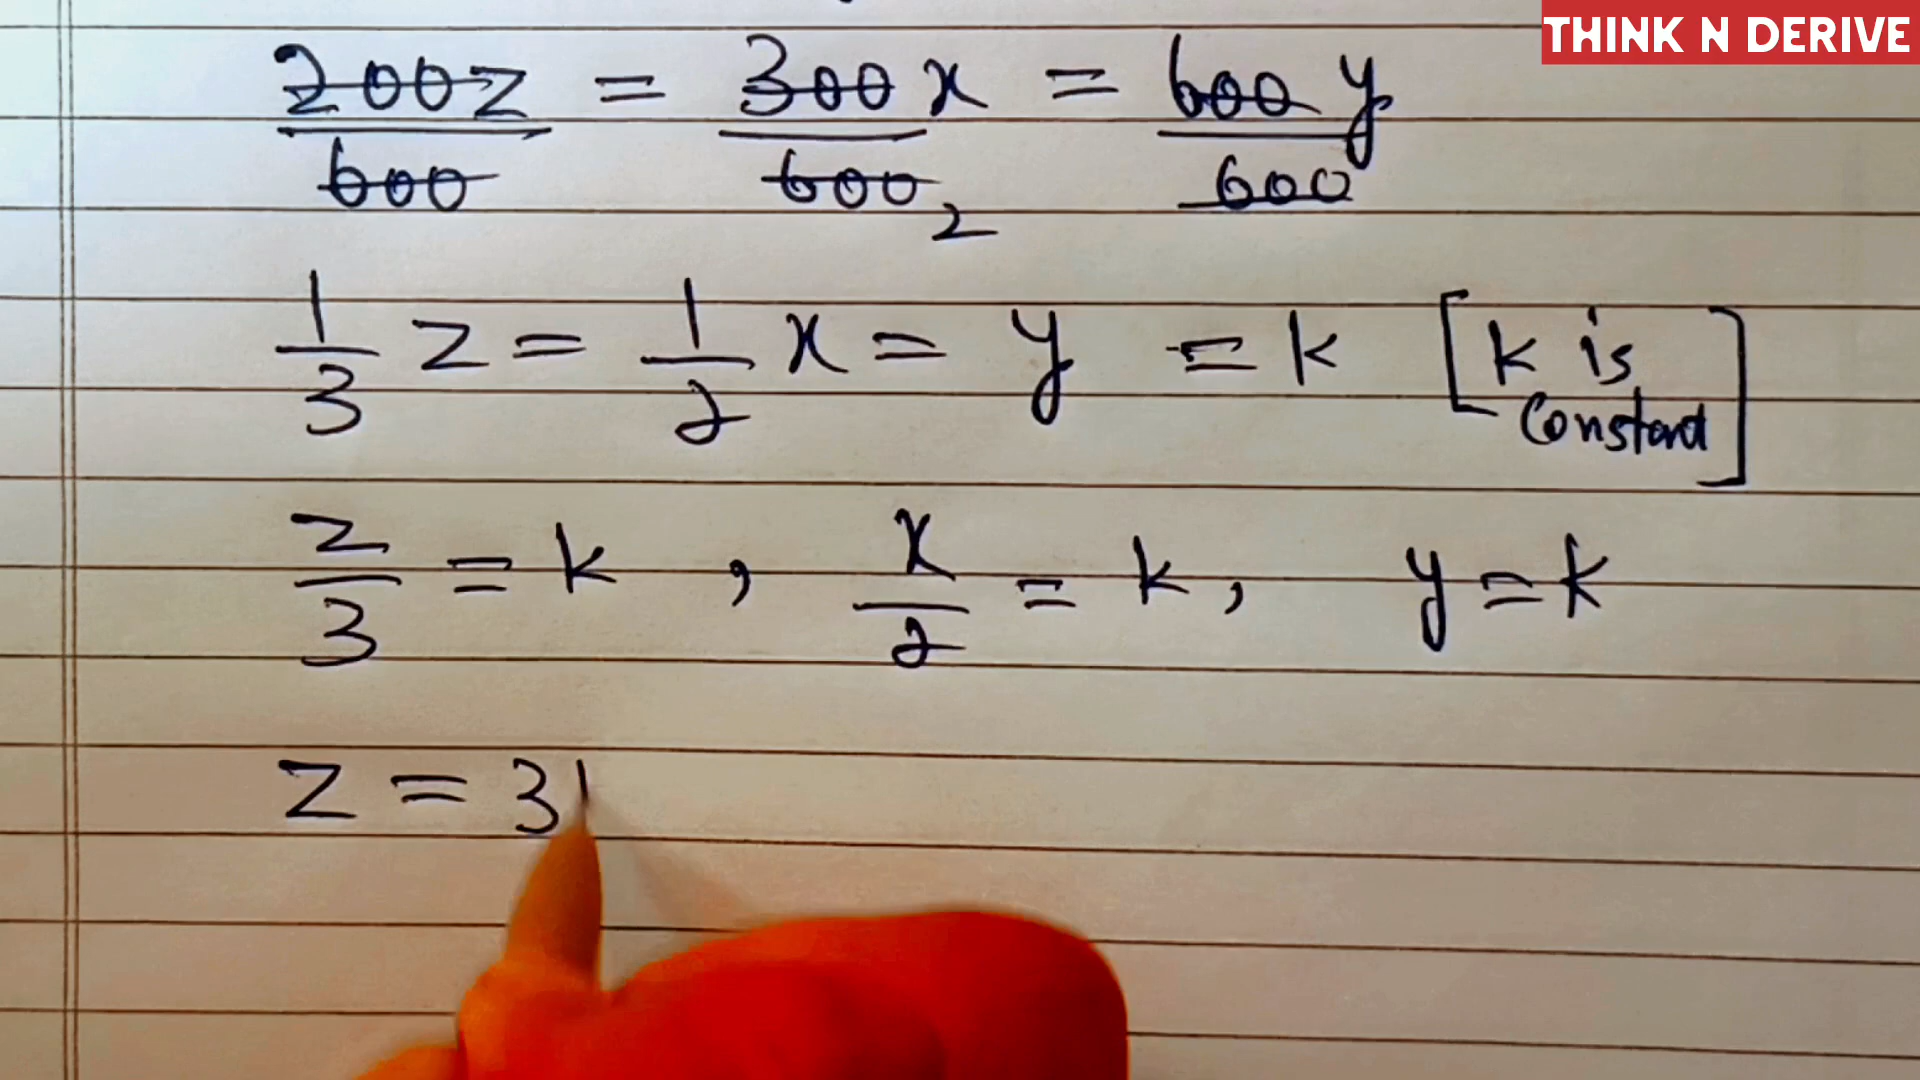 THINK N DERIVE
200z/600 = 300x/600 2 = 600y/600
1/3 z = 1/2 x = y = k [k is constant]
z/3 = k , x/2 = k, y = k
z = 3